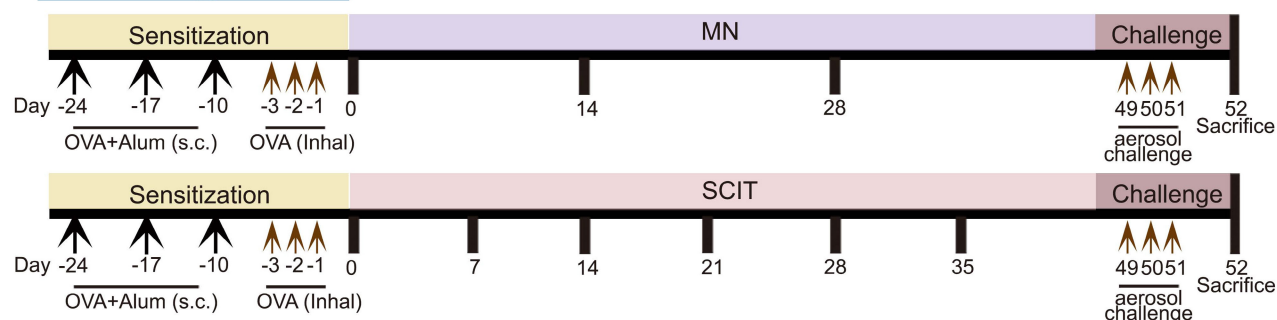 Sensitization MN Challenge
Day -24 -17 -10 -3 -2 -1 0 14 28 49 50 51 52
OVA+Alum (s.c.) OVA (Inhal) aerosol challenge Sacrifice
Sensitization SCIT Challenge
Day -24 -17 -10 -3 -2 -1 0 7 14 21 28 35 49 50 51 52
OVA+Alum (s.c.) OVA (Inhal) aerosol challenge Sacrifice